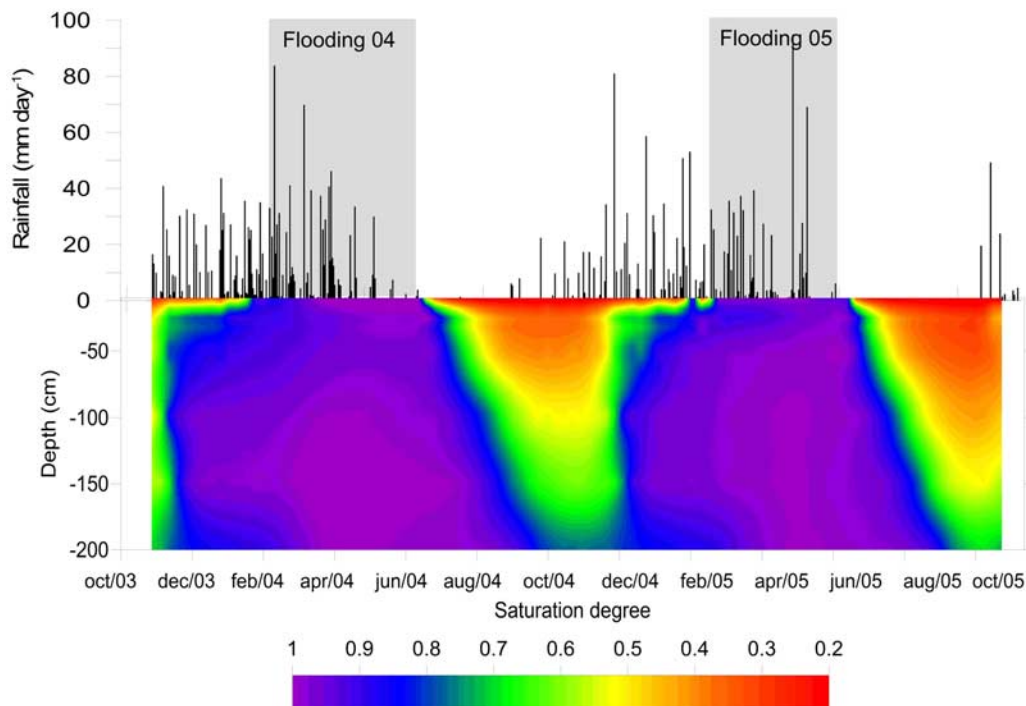 100
80
60
40
20
0
Rainfall (mm day⁻¹)
Flooding 04
Flooding 05
0
-50
-100
-150
-200
Depth (cm)
oct/03 dec/03 feb/04 apr/04 jun/04 aug/04 oct/04 dec/04 feb/05 apr/05 jun/05 aug/05 oct/05
Saturation degree
1 0.9 0.8 0.7 0.6 0.5 0.4 0.3 0.2